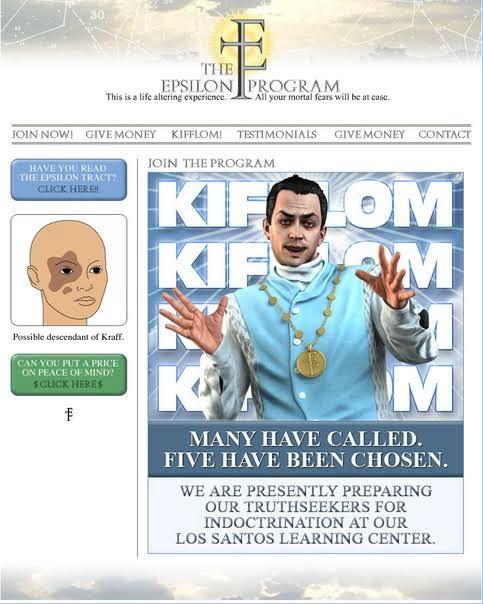 30
THE
EPSILON PROGRAM
This is a life altering experience. All your mortal fears will be at ease.
JOIN NOW! GIVE MONEY KIFFLOM! TESTIMONIALS GIVE MONEY CONTACT
HAVE YOU READ
THE EPSILON TRACT?
CLICK HERE!!
Possible descendant of Kraff.
CAN YOU PUT A PRICE
ON PEACE OF MIND?
$ CLICK HERE $
JOIN THE PROGRAM
KIFFLOM
KIFFLOM
MANY HAVE CALLED.
FIVE HAVE BEEN CHOSEN.
WE ARE PRESENTLY PREPARING
OUR TRUTHSEEKERS FOR
INDOCTRINATION AT OUR
LOS SANTOS LEARNING CENTER.